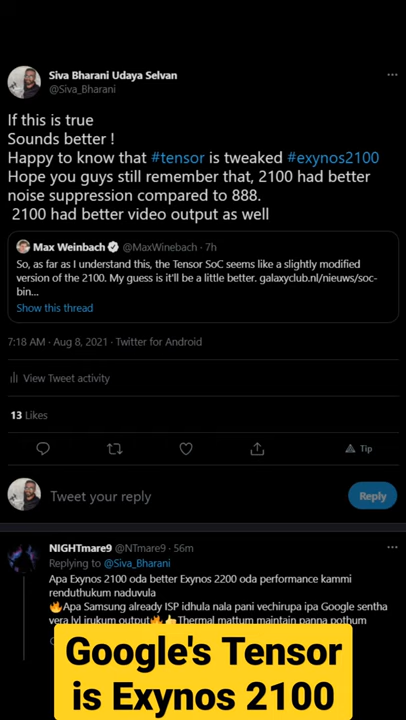 Siva Bharani Udaya Selvan
@Siva_Bharani
If this is true
Sounds better !
Happy to know that #tensor is tweaked #exynos2100
Hope you guys still remember that, 2100 had better
noise suppression compared to 888.
2100 had better video output as well
Max Weinbach @MaxWinebach · 7h
So, as far as I understand this, the Tensor SoC seems like a slightly modified
version of the 2100. My guess is it'll be a little better. galaxyclub.nl/nieuws/soc-
bin...
Show this thread
7:18 AM · Aug 8, 2021 · Twitter for Android
View Tweet activity
13 Likes
Tip
Tweet your reply
Reply
NIGHTmare9 @NTmare9 · 56m
Replying to @Siva_Bharani
Apa Exynos 2100 oda better Exynos 2200 oda performance kammi
renduthukum naduvula
🔥Apa Samsung already ISP idhula nala pani vechirupa ipa Google sentha
vera lvl irukum output🔥👉Thermal mattum maintain panna pothum
Google's Tensor
is Exynos 2100